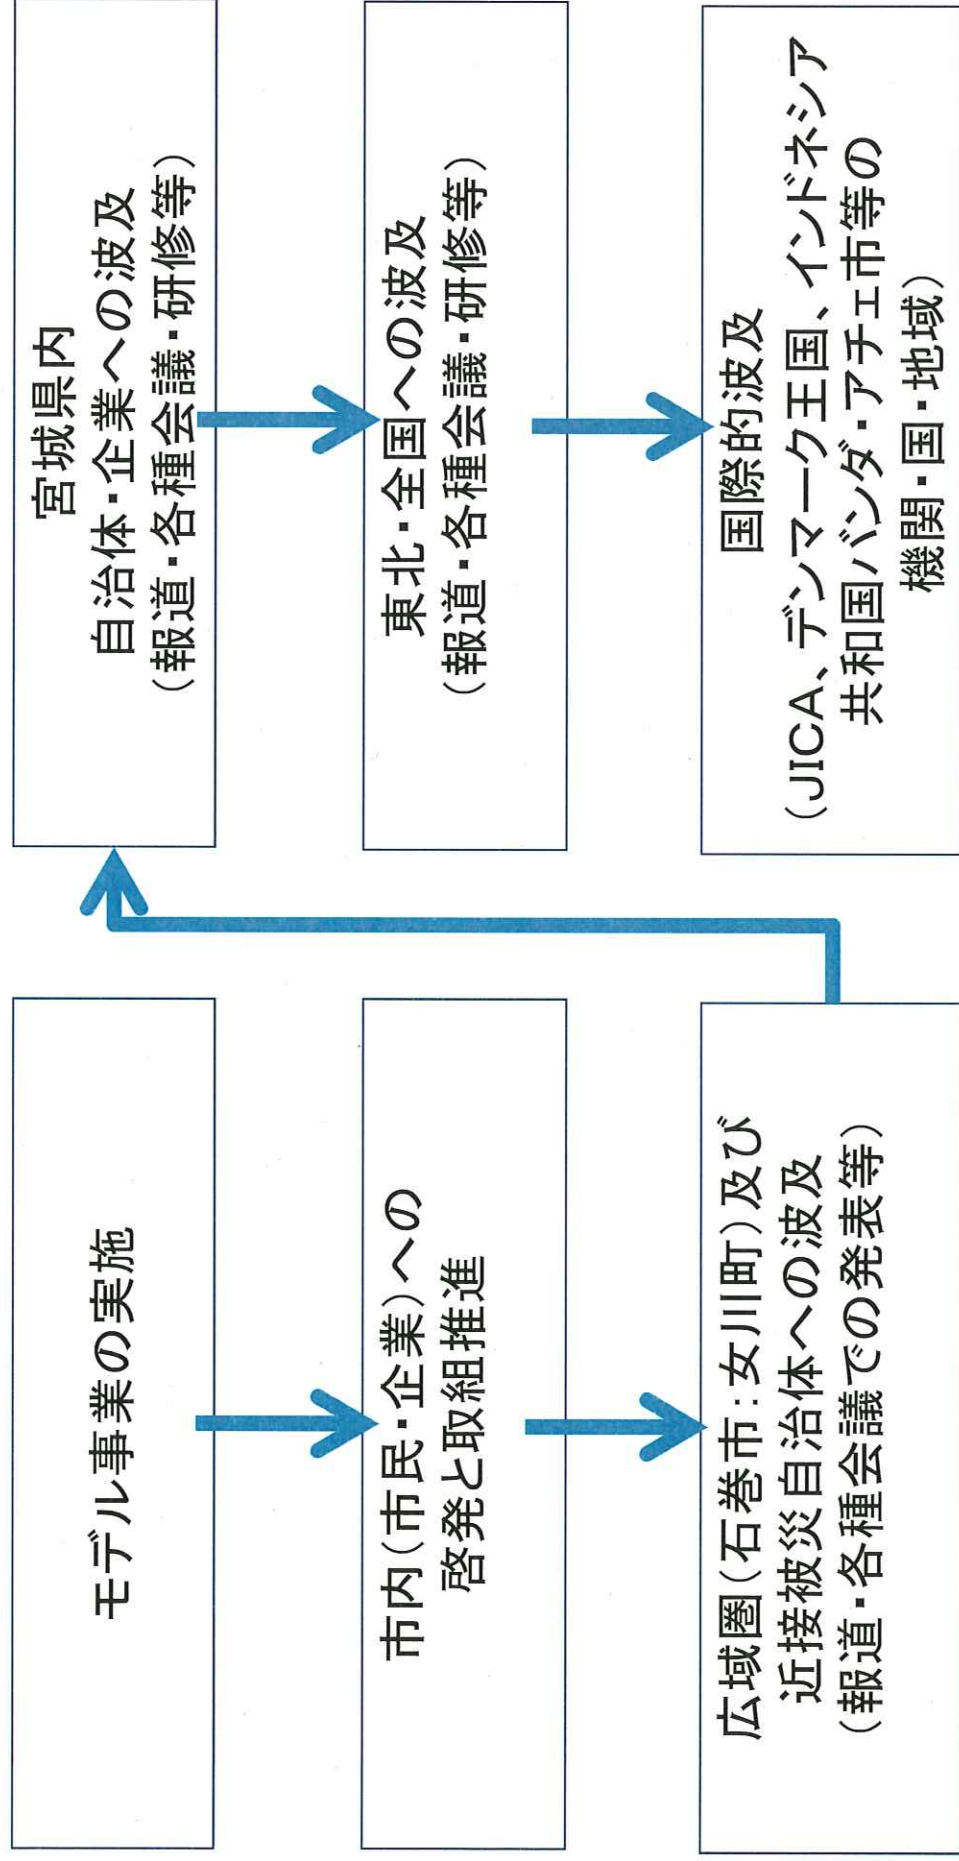 モデル事業の実施
市内(市民・企業)への
啓発と取組推進
広域圏(石巻市:女川町)及び
近接被災自治体への波及
(報道・各種会議での発表等)
宮城県内
自治体・企業への波及
(報道・各種会議・研修等)
東北・全国への波及
(報道・各種会議・研修等)
国際的波及
(JICA、デンマーク王国、インドネシア
共和国バンダ・アチェ市等の
機関・国・地域)